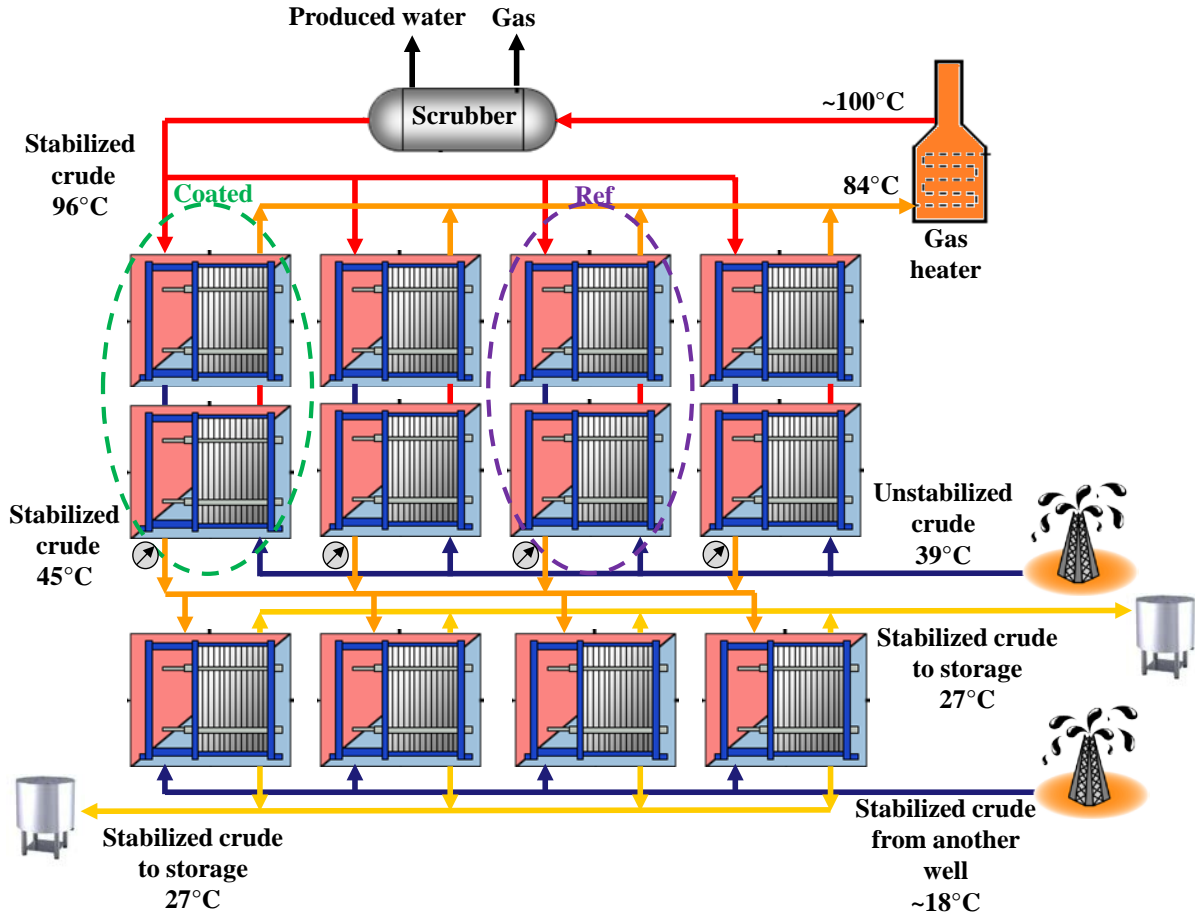 Produced water
Gas
Scrubber
~100°C
Stabilized
crude
96°C
Coated
Ref
84°C
Gas
heater
Stabilized
crude
45°C
Unstabilized
crude
39°C
Stabilized crude
to storage
27°C
Stabilized crude
to storage
27°C
Stabilized crude
from another
well
~18°C